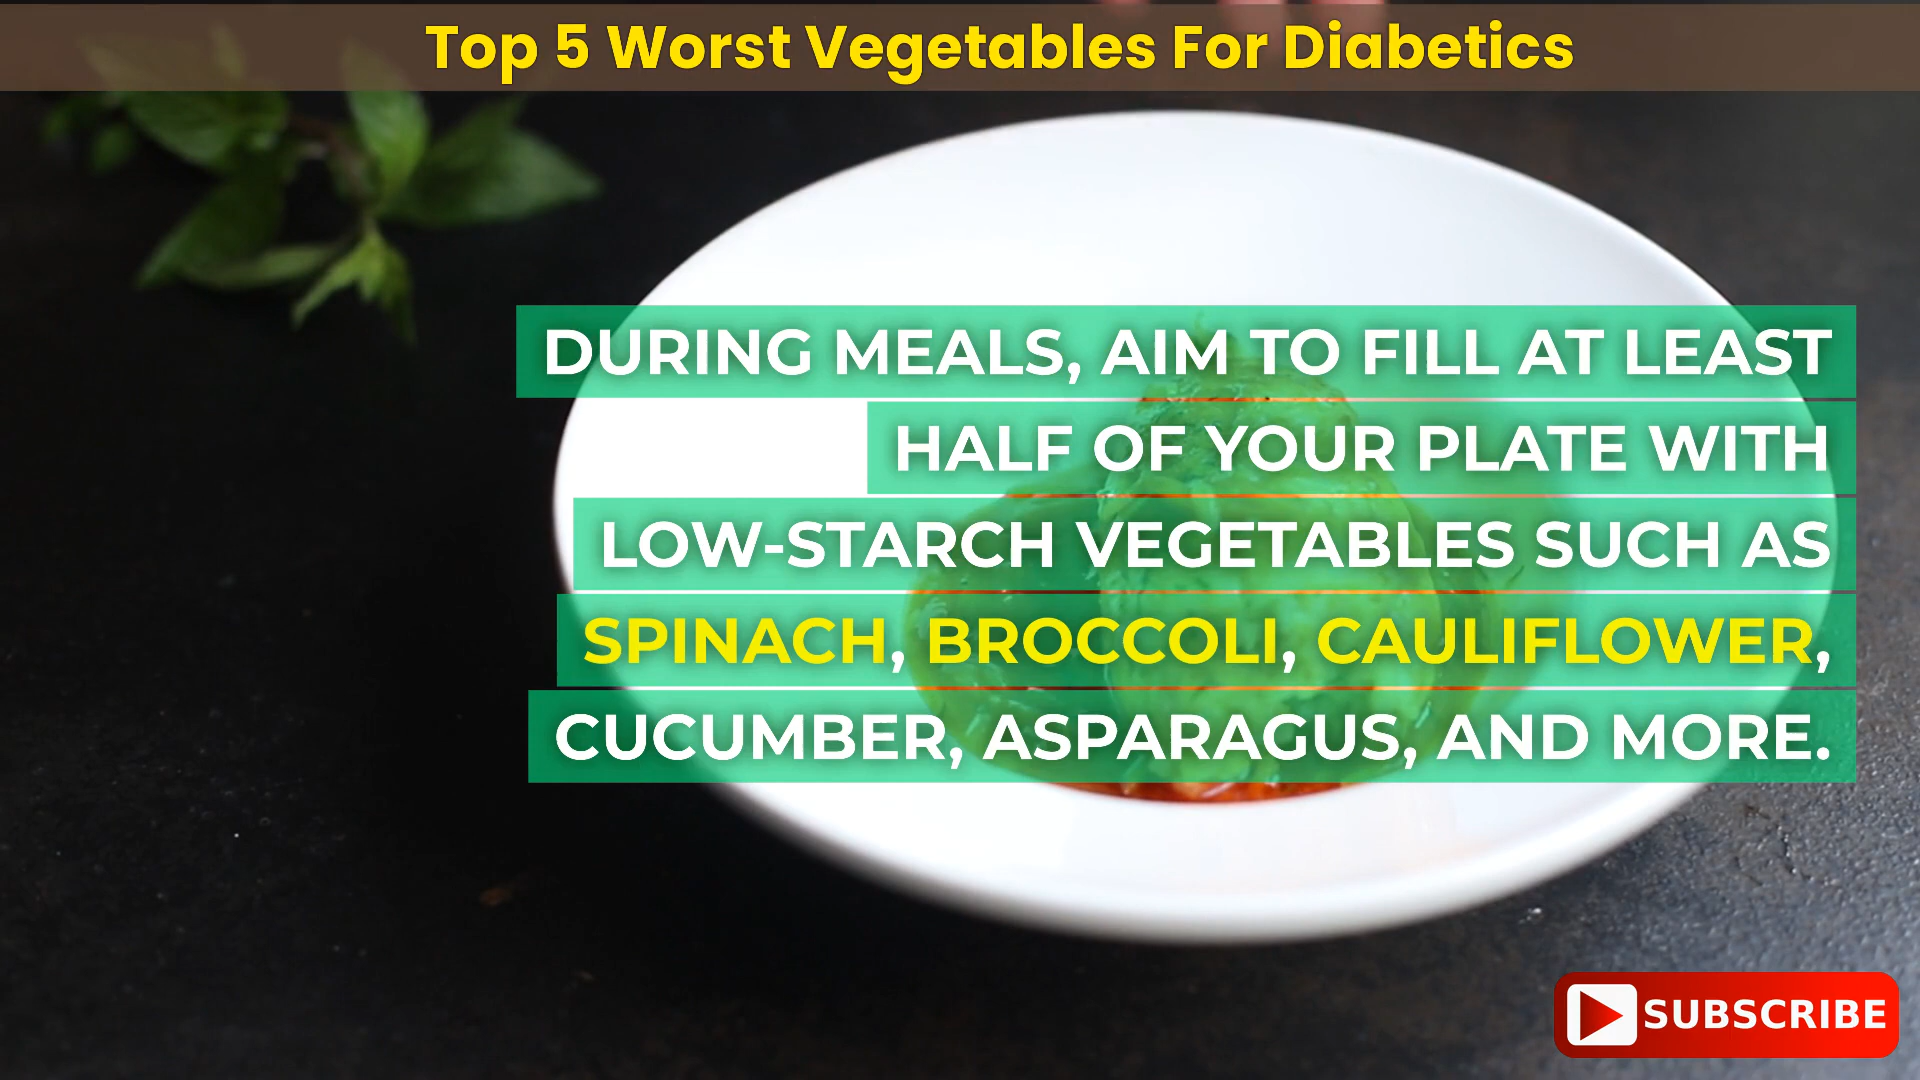 Top 5 Worst Vegetables For Diabetics
DURING MEALS, AIM TO FILL AT LEAST
HALF OF YOUR PLATE WITH
LOW-STARCH VEGETABLES SUCH AS
SPINACH, BROCCOLI, CAULIFLOWER,
CUCUMBER, ASPARAGUS, AND MORE.
SUBSCRIBE